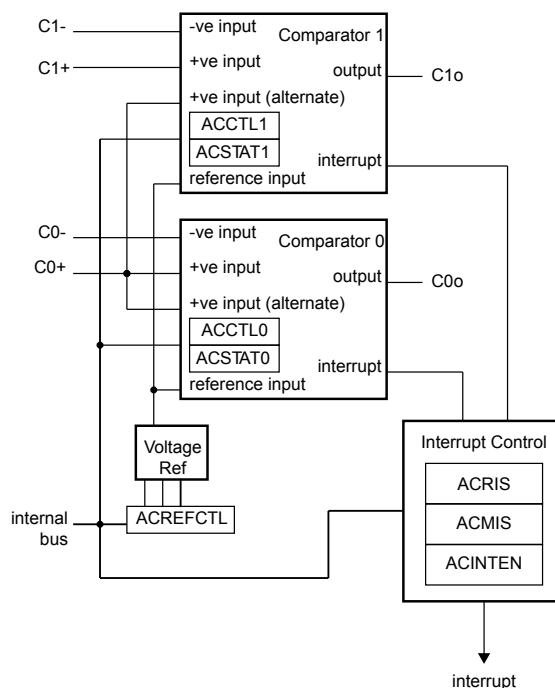 C1-
-ve input
Comparator 1
C1+
+ve input
output
C1o
+ve input (alternate)
ACCTL1
ACSTAT1
interrupt
reference input
C0-
-ve input
Comparator 0
C0+
+ve input
output
C0o
+ve input (alternate)
ACCTL0
ACSTAT0
interrupt
reference input
Voltage
Ref
Interrupt Control
ACRIS
internal
bus
ACREFCTL
ACMIS
ACINTEN
interrupt